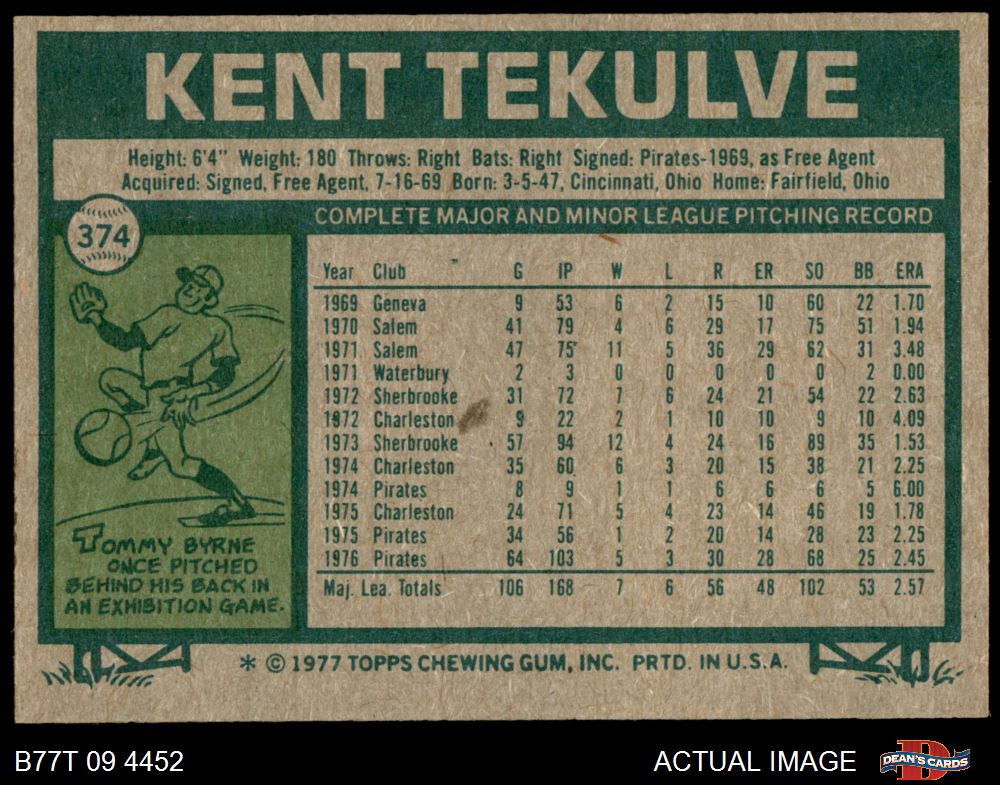 KENT TEKULVE
Height: 6'4" Weight: 180 Throws: Right Bats: Right Signed: Pirates-1969, as Free Agent
Acquired: Signed, Free Agent, 7-16-69 Born: 3-5-47, Cincinnati, Ohio Home: Fairfield, Ohio
374
COMPLETE MAJOR AND MINOR LEAGUE PITCHING RECORD
Year Club G IP W L R ER SO BB ERA
1969 Geneva 9 53 6 2 15 10 60 22 1.70
1970 Salem 41 79 4 6 29 17 75 51 1.94
1971 Salem 47 75 11 5 36 29 62 31 3.48
1971 Waterbury 2 3 0 0 0 0 0 2 0.00
1972 Sherbrooke 31 72 7 6 24 21 54 22 2.63
1972 Charleston 9 22 2 1 10 10 9 10 4.09
1973 Sherbrooke 57 94 12 4 24 16 89 35 1.53
1974 Charleston 35 60 6 3 20 15 38 21 2.25
1974 Pirates 8 9 1 1 6 6 6 5 6.00
1975 Charleston 24 71 5 4 23 14 46 19 1.78
1975 Pirates 34 56 1 2 20 14 28 23 2.25
1976 Pirates 64 103 5 3 30 28 68 25 2.45
Maj. Lea. Totals 106 168 7 6 56 48 102 53 2.57
TOMMY BYRNE
ONCE PITCHED
BEHIND HIS BACK IN
AN EXHIBITION GAME.
* © 1977 TOPPS CHEWING GUM, INC. PRTD. IN U.S.A.
B77T 09 4452
ACTUAL IMAGE
D
DEAN'S CARDS